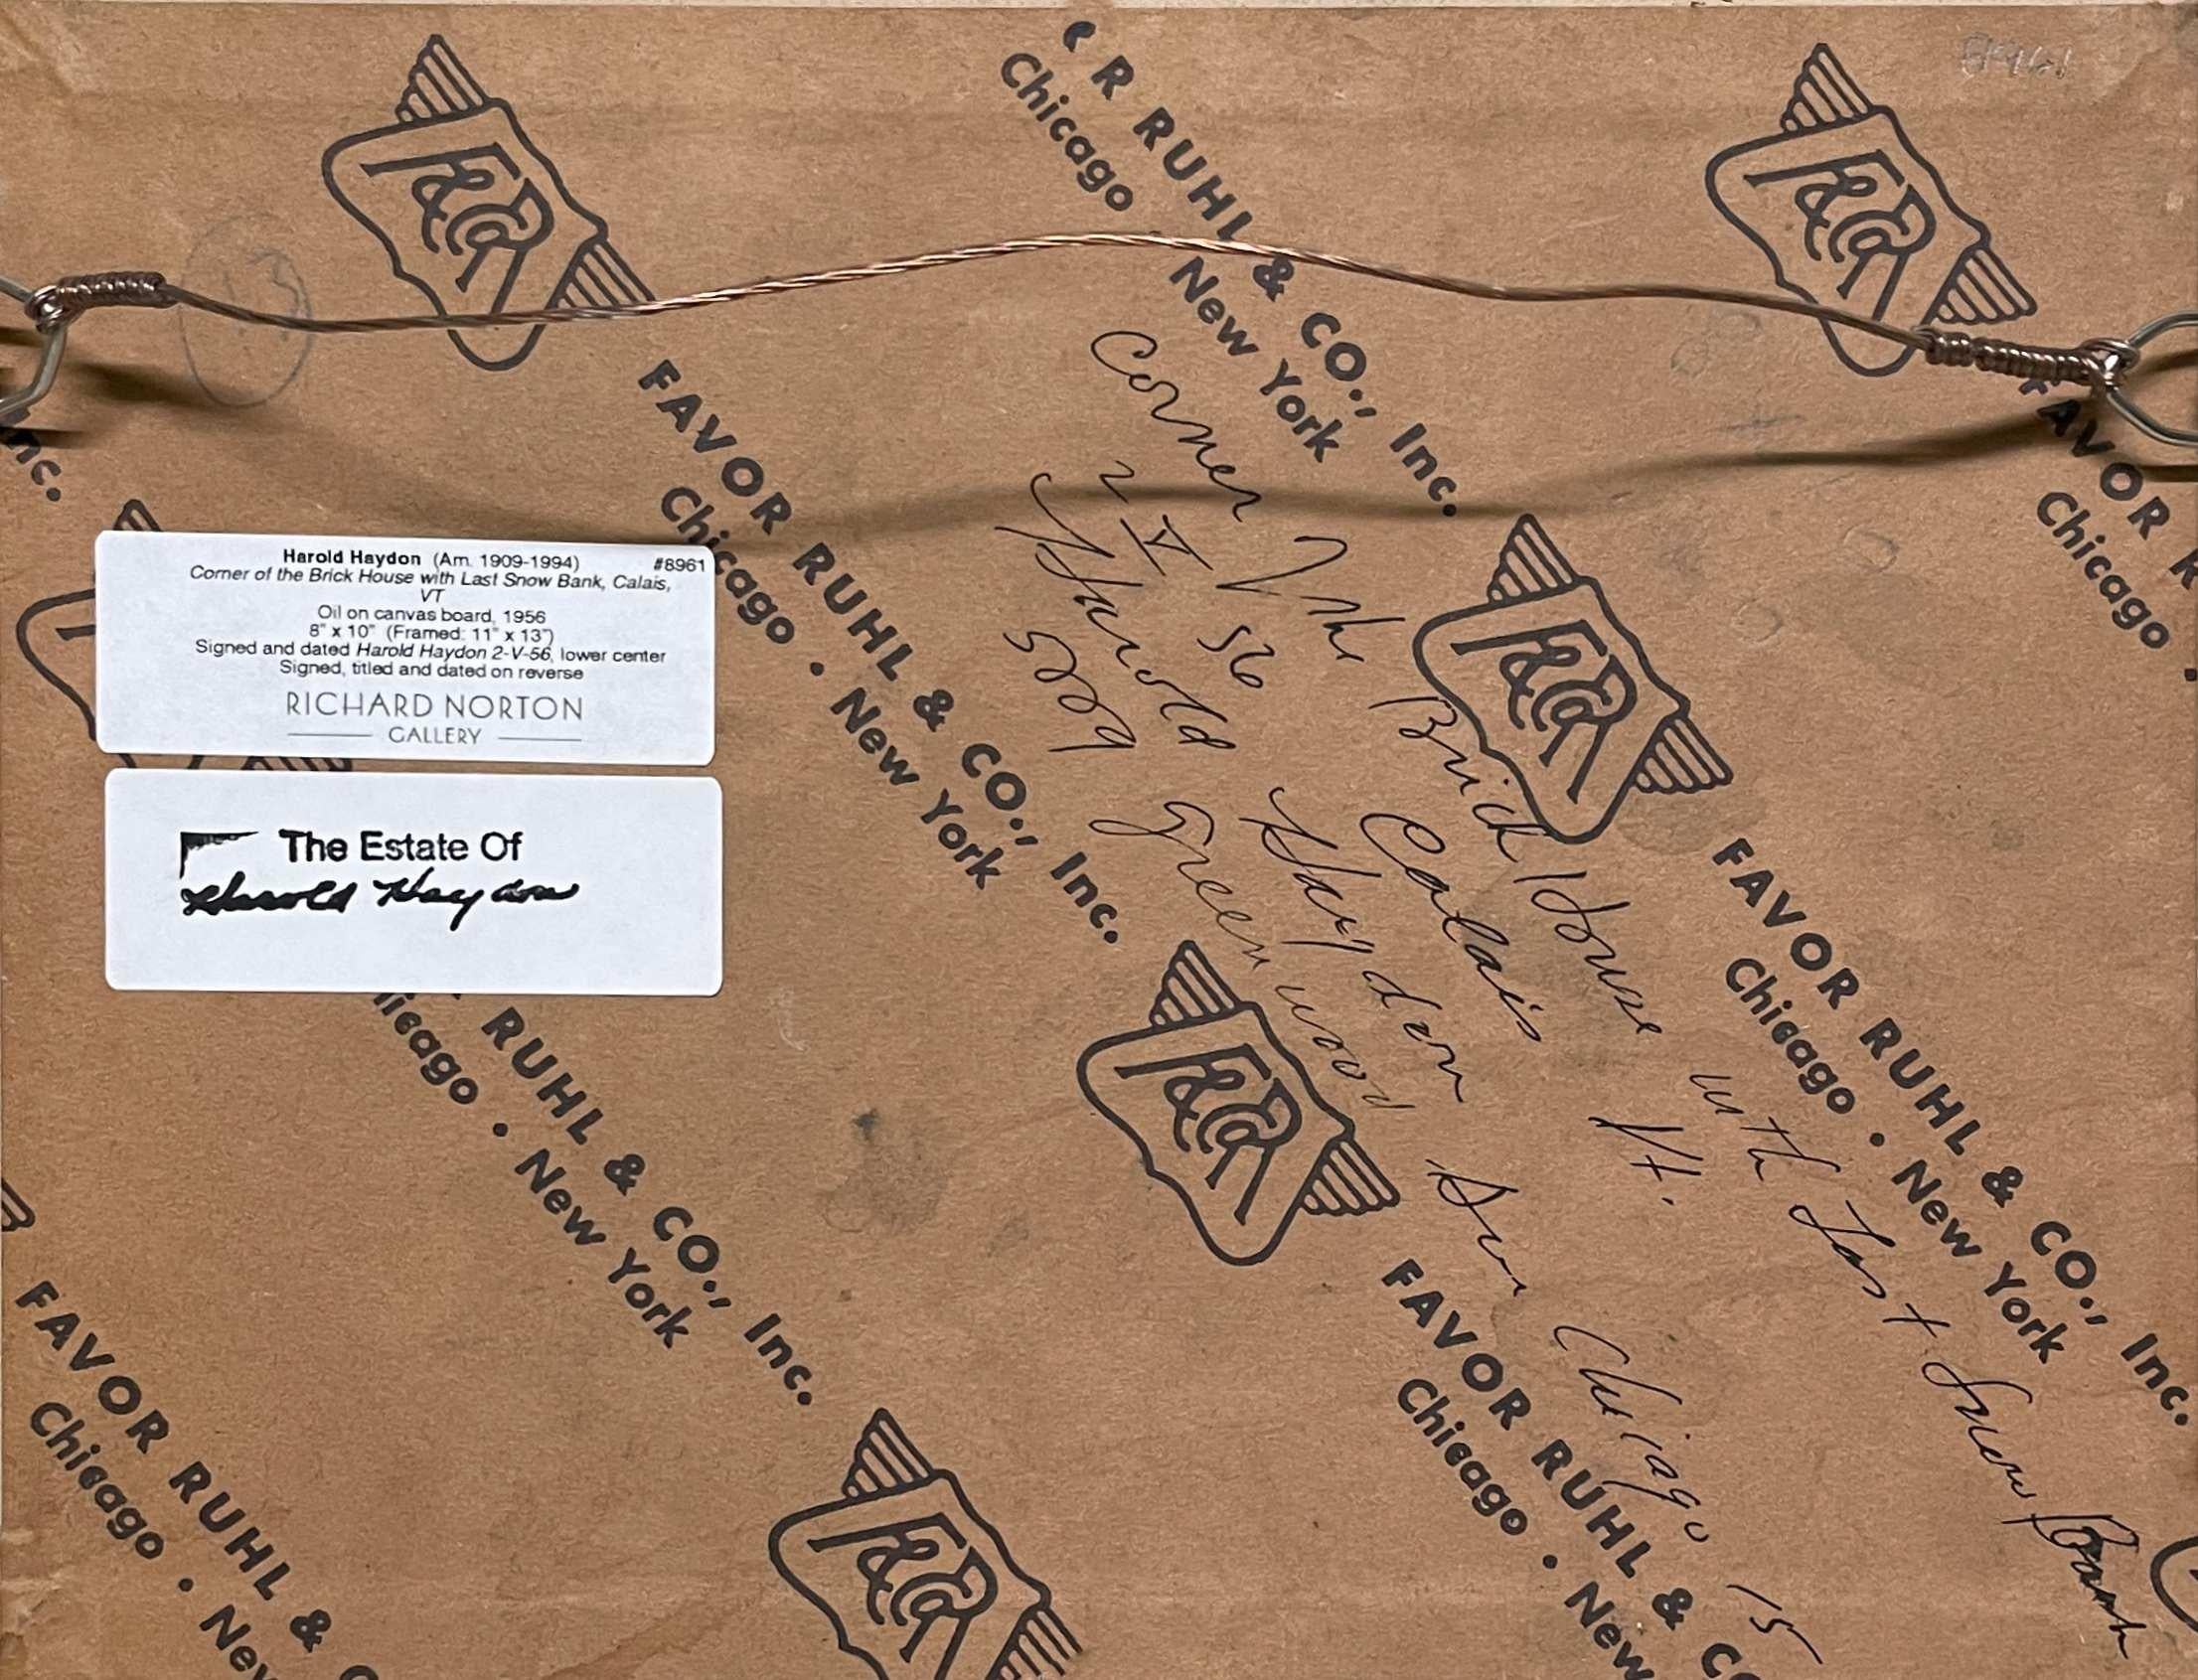 R RUHL & CO., Inc.
Chicago New York
FAVOR RUHL & CO., Inc.
Chicago • New York
FAVOR R
Chicago •
nc.
Harold Haydon (Am. 1909-1994) #8961
Corner of the Brick House with Last Snow Bank, Calais,
VT
Oil on canvas board, 1956
8" x 10" (Framed: 11" x 13")
Signed and dated Harold Haydon 2-V-56, lower center
Signed, titled and dated on reverse
RICHARD NORTON
GALLERY
The Estate Of
Harold Haydon
Corner of the Brick House with Last Snow Bank
2 V 56 Calais Vt.
Harold Haydon
5009 Greenwood Ave Chicago 15
RUHL & CO., Inc.
hicago • New York
FAVOR RUHL & CO., Inc.
Chicago • New York
FAVOR RUHL &
Chicago • New
FAVOR RUHL & CO
Chicago • New
13